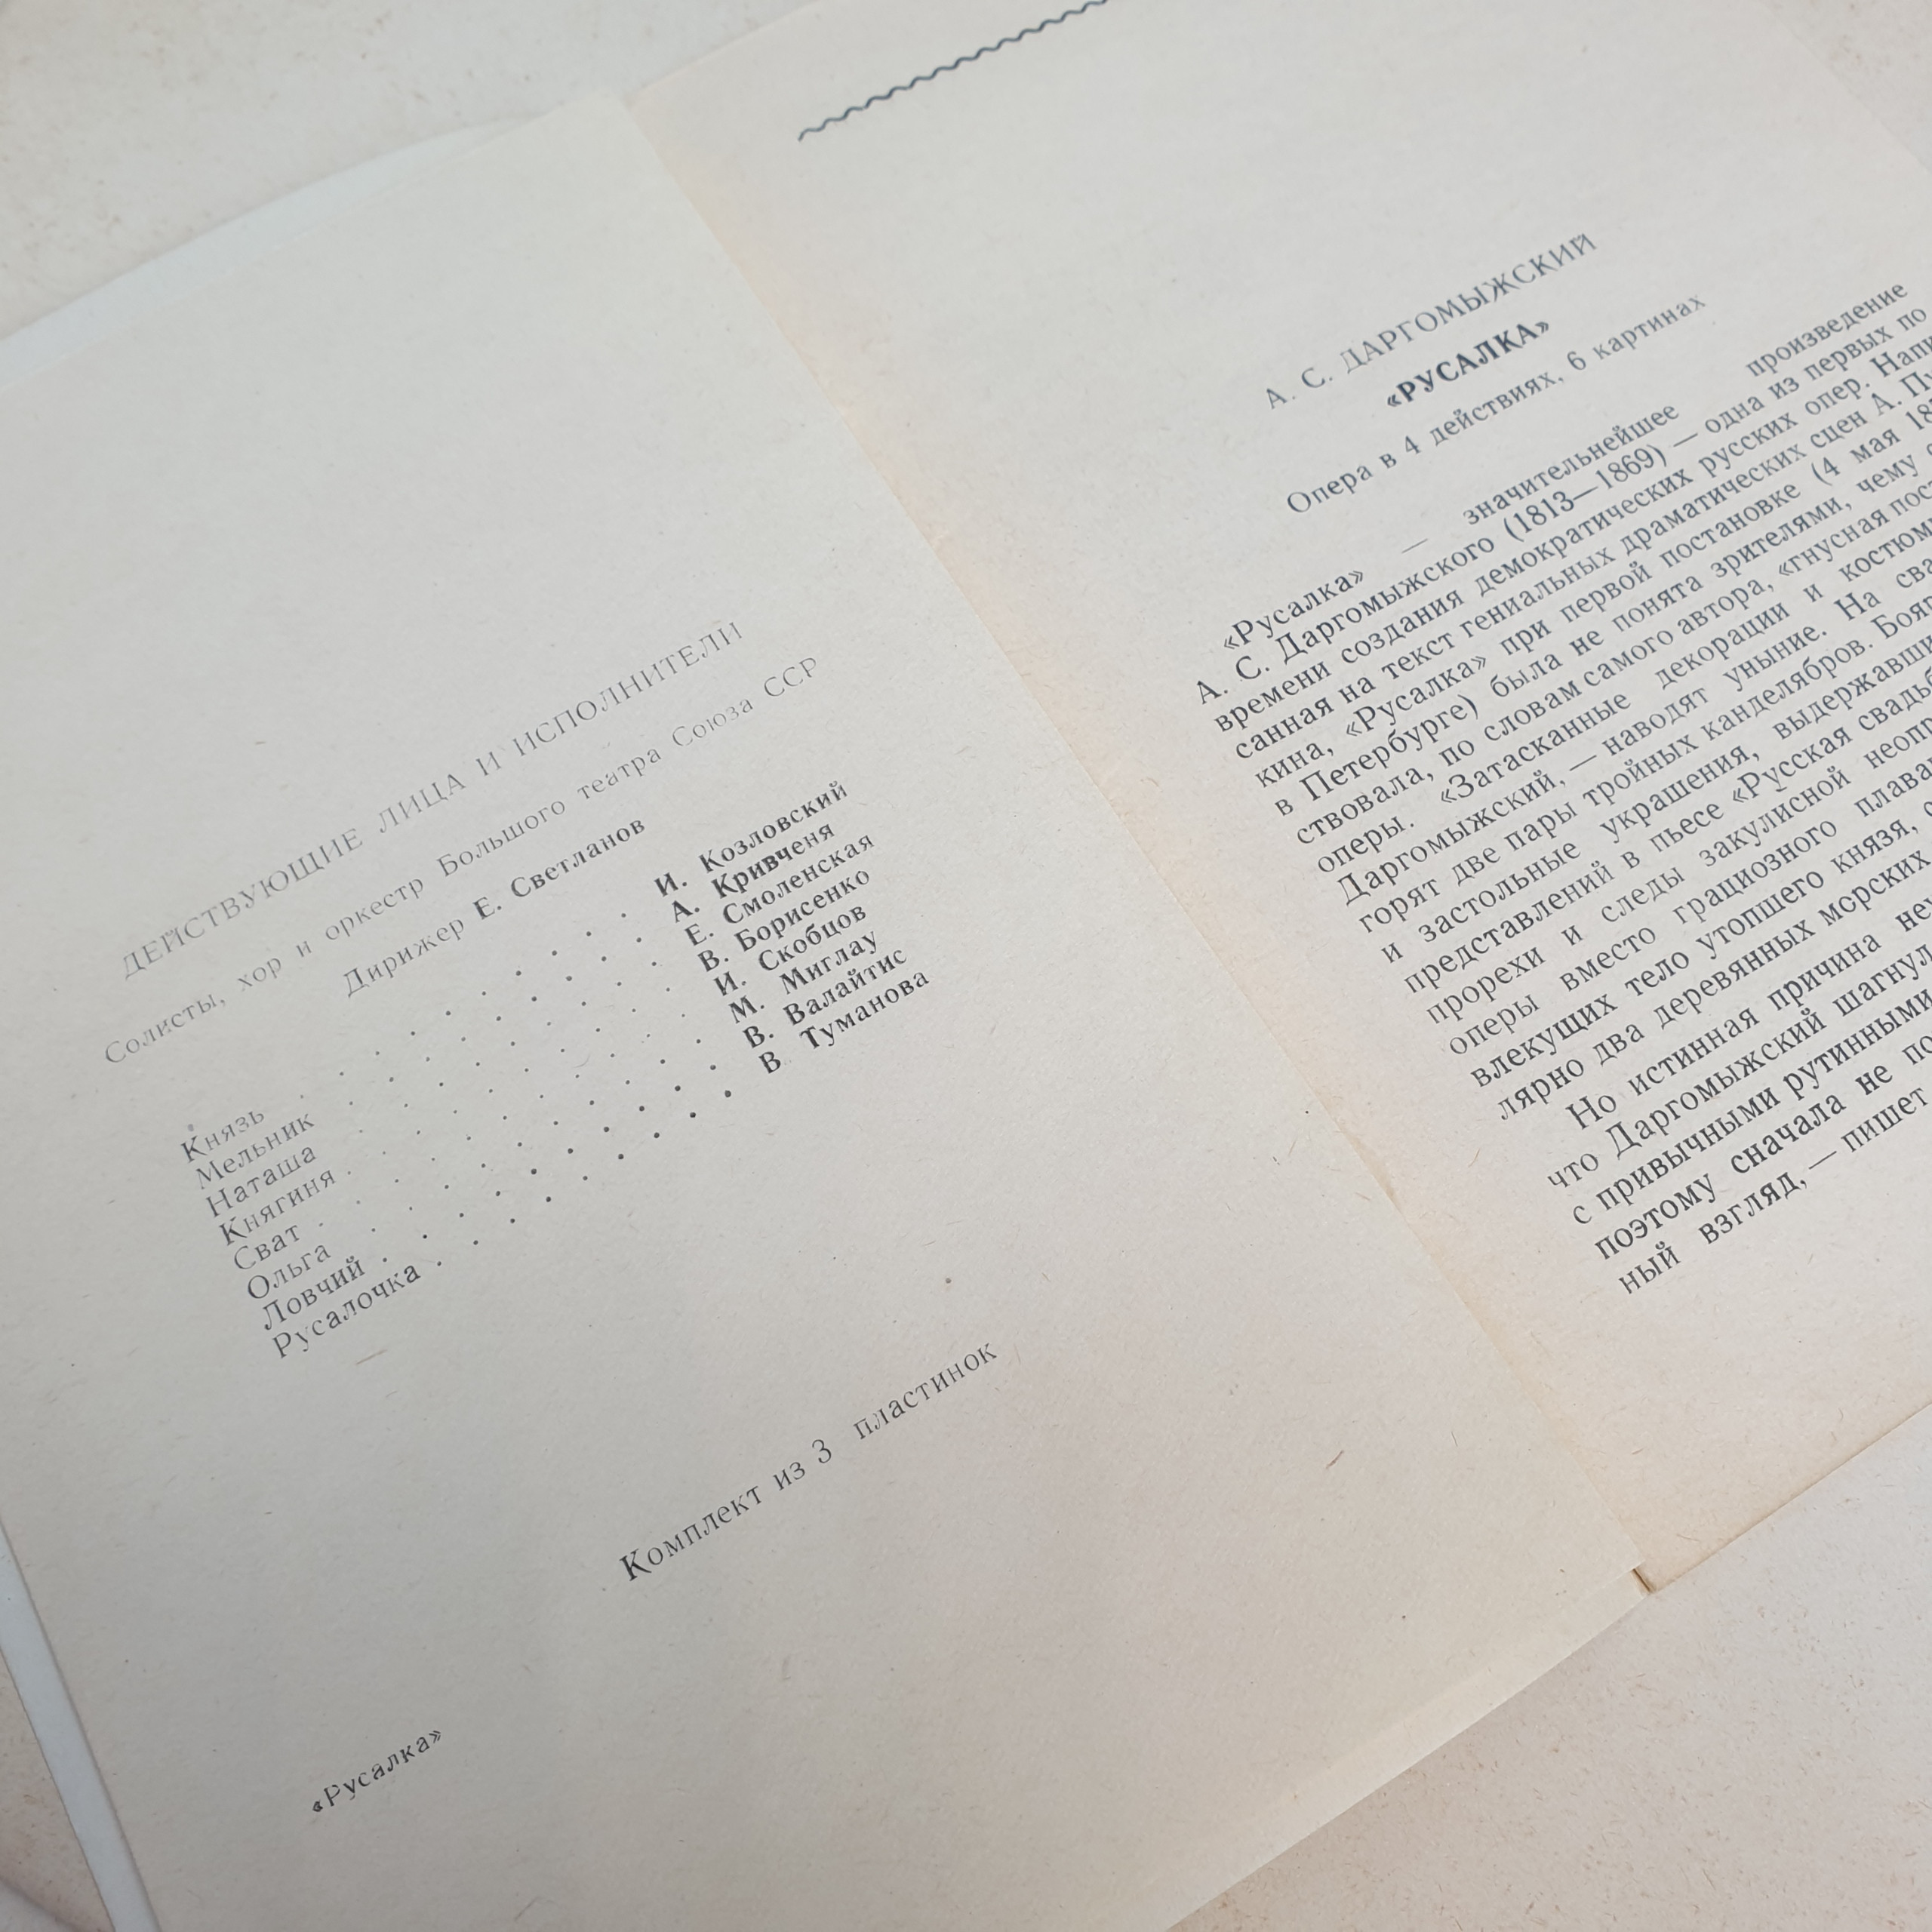 ДЕЙСТВУЮЩИЕ ЛИЦА И ИСПОЛНИТЕЛИ
Солисты, хор и оркестр Большого театра Союза ССР
Дирижер Е. Светланов
Князь . . . . . . . . . . И. Козловский
Мельник . . . . . . . . . А. Кривченя
Наташа . . . . . . . . . Е. Смоленская
Княгиня . . . . . . . . . В. Борисенко
Сват . . . . . . . . . . И. Скобцов
Ольга . . . . . . . . . . М. Миглау
Ловчий . . . . . . . . . В. Валайтис
Русалочка . . . . . . . . . В. Туманова
Комплект из 3 пластинок
«Русалка»
А. С. ДАРГОМЫЖСКИЙ
«РУСАЛКА»
Опера в 4 действиях, 6 картинах
«Русалка» — значительнейшее произведение
А. С. Даргомыжского (1813—1869) — одна из первых по
времени создания демократических русских опер.
санная на текст гениальных драматических сцен А.
кина, «Русалка» при первой постановке (4 мая
в Петербурге) была не понята зрителями, чему
ствовала, по словам самого автора, «гнусная
оперы. «Затасканные декорации и
Даргомыжский, — наводят уныние. На
горят две пары тройных канделябров.
и застольные украшения,
представлений в пьесе «Русская
прорехи и следы закулисной
оперы вместо грациозного
влекущих тело утопшего князя,
лярно два деревянных морских
Но истинная причина
что Даргомыжский шагнул
с привычными рутинными
поэтому сначала не
ный взгляд, — пишет